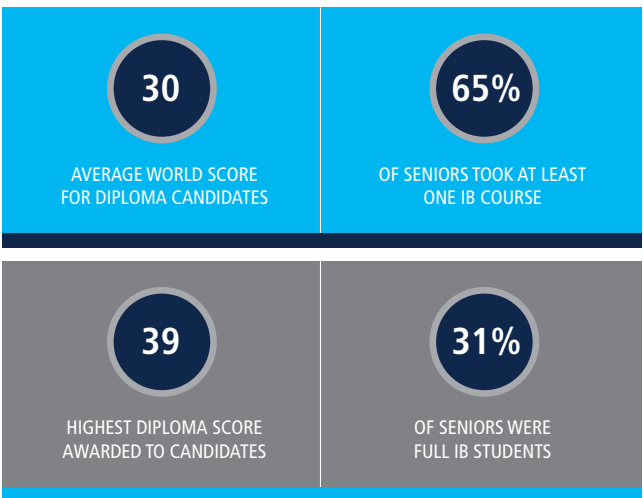 30
AVERAGE WORLD SCORE
FOR DIPLOMA CANDIDATES
65%
OF SENIORS TOOK AT LEAST
ONE IB COURSE
39
HIGHEST DIPLOMA SCORE
AWARDED TO CANDIDATES
31%
OF SENIORS WERE
FULL IB STUDENTS